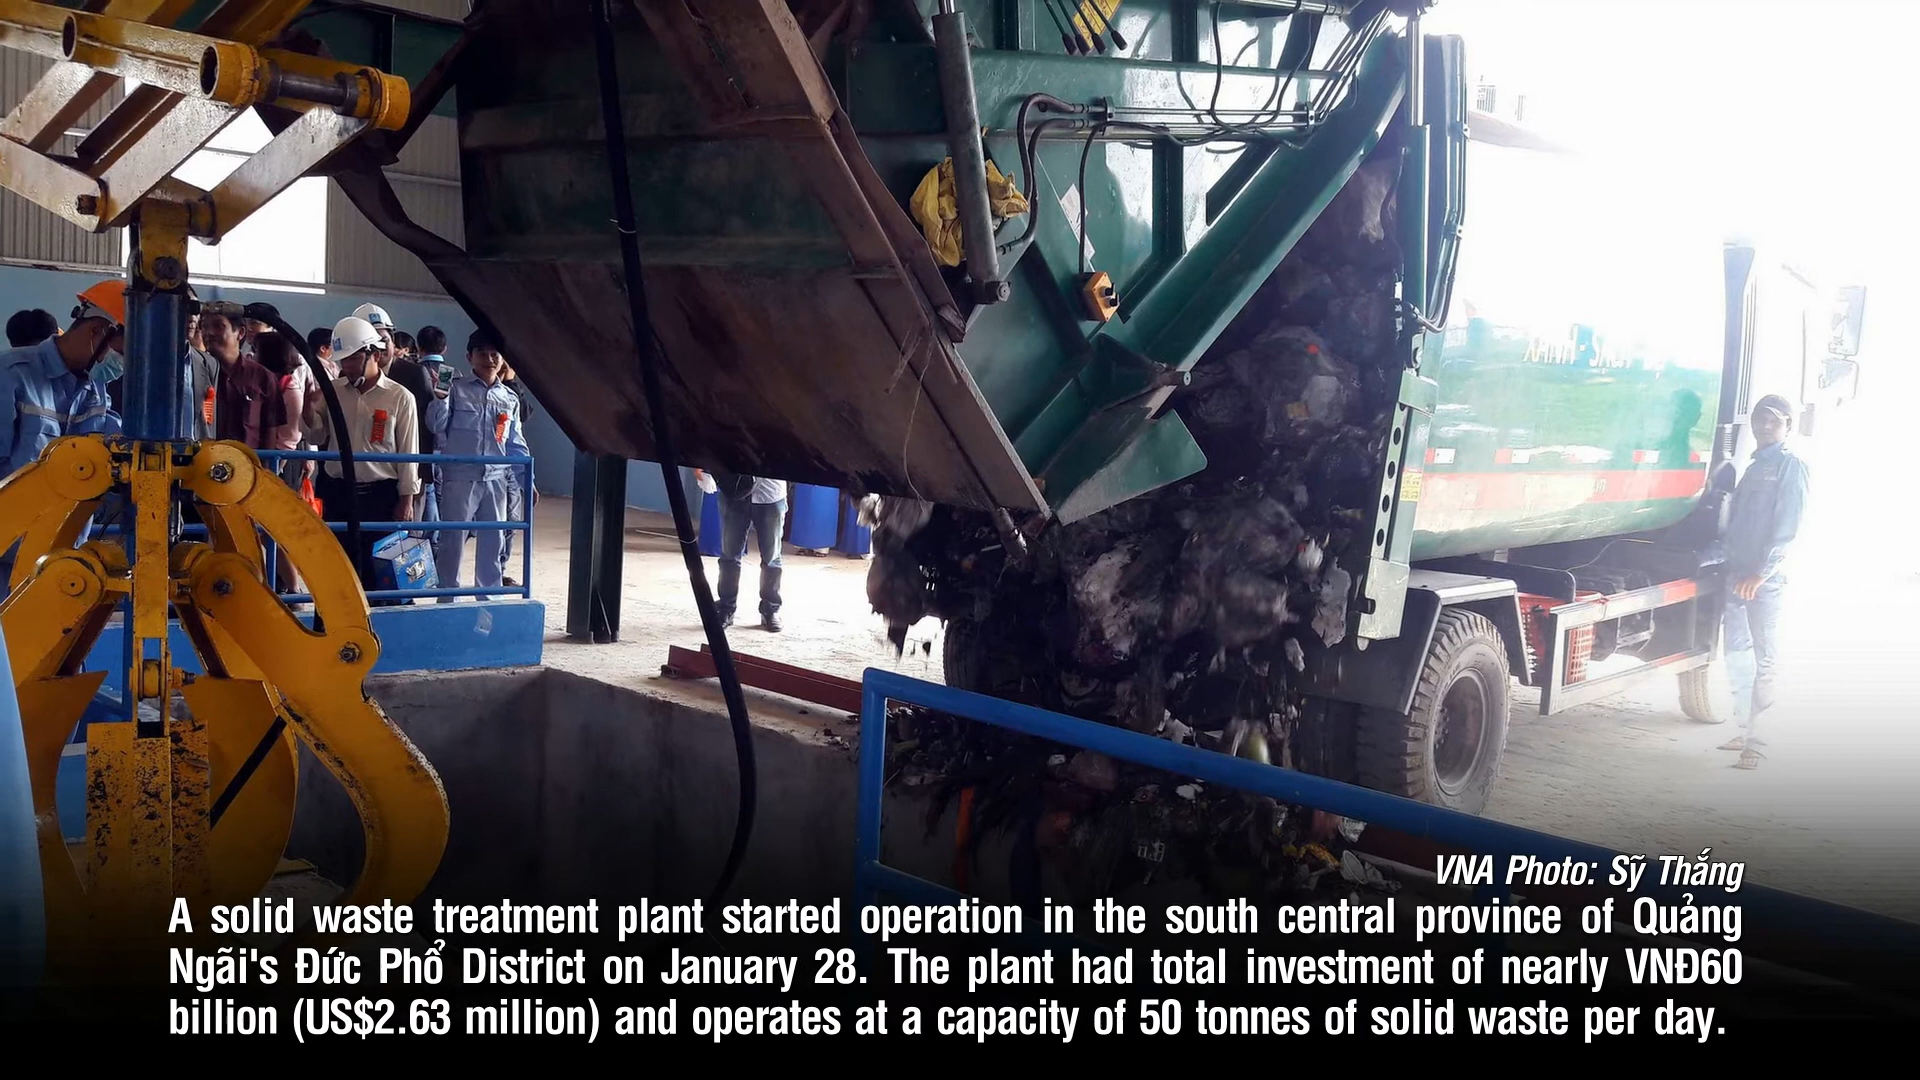 VNA Photo: Sỹ Thắng
A solid waste treatment plant started operation in the south central province of Quảng
Ngãi's Đức Phổ District on January 28. The plant had total investment of nearly VNĐ60
billion (US$2.63 million) and operates at a capacity of 50 tonnes of solid waste per day.